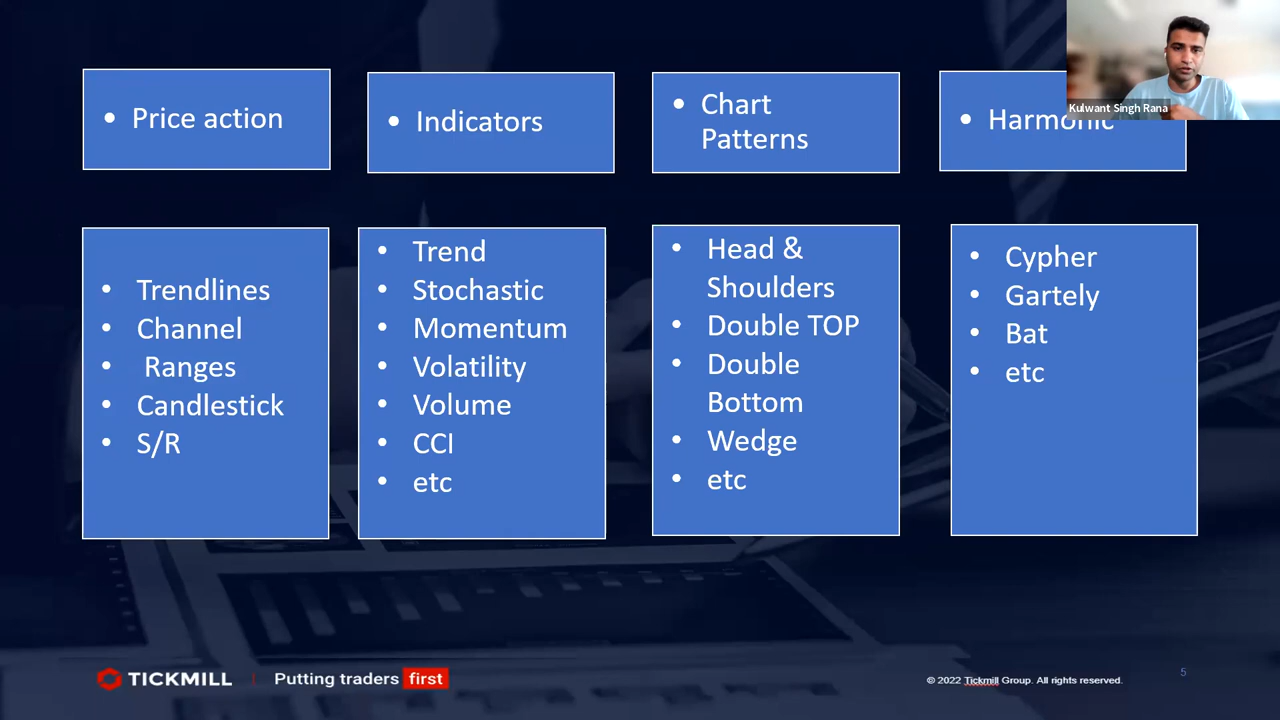 • Price action
• Indicators
• Chart
Patterns
• Harmonic
Kulwant Singh Rana
• Trendlines
• Channel
• Ranges
• Candlestick
• S/R
• Trend
• Stochastic
• Momentum
• Volatility
• Volume
• CCI
• etc
• Head &
Shoulders
• Double TOP
• Double
Bottom
• Wedge
• etc
• Cypher
• Gartely
• Bat
• etc
TICKMILL | Putting traders first
© 2022 Tickmill Group. All rights reserved.
5